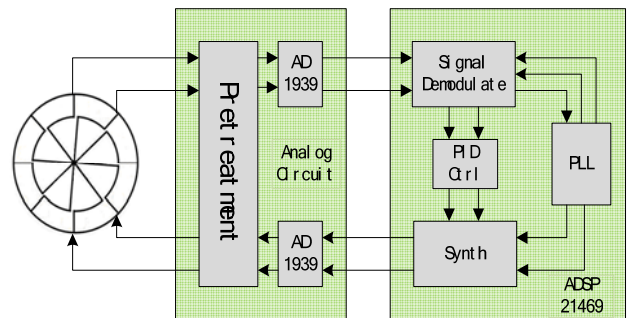 Pretreatment
AD
1939
Analog
Circuit
AD
1939
Signal
Demodulate
PID
Ctrl
Synth
PLL
ADSP
21469